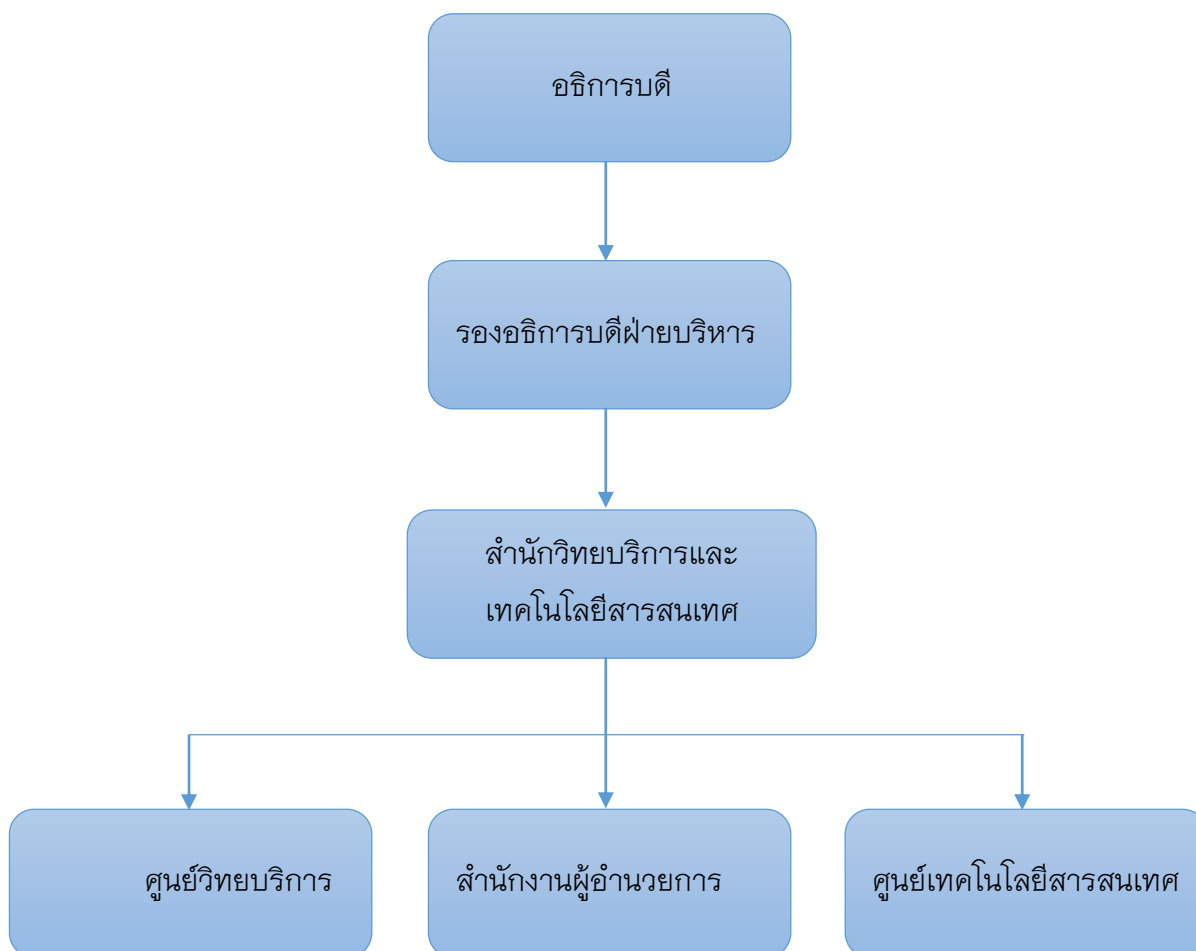 อธิการบดี
รองอธิการบดีฝ่ายบริหาร
สำนักวิทยบริการและ
เทคโนโลยีสารสนเทศ
ศูนย์วิทยบริการ
สำนักงานผู้อำนวยการ
ศูนย์เทคโนโลยีสารสนเทศ